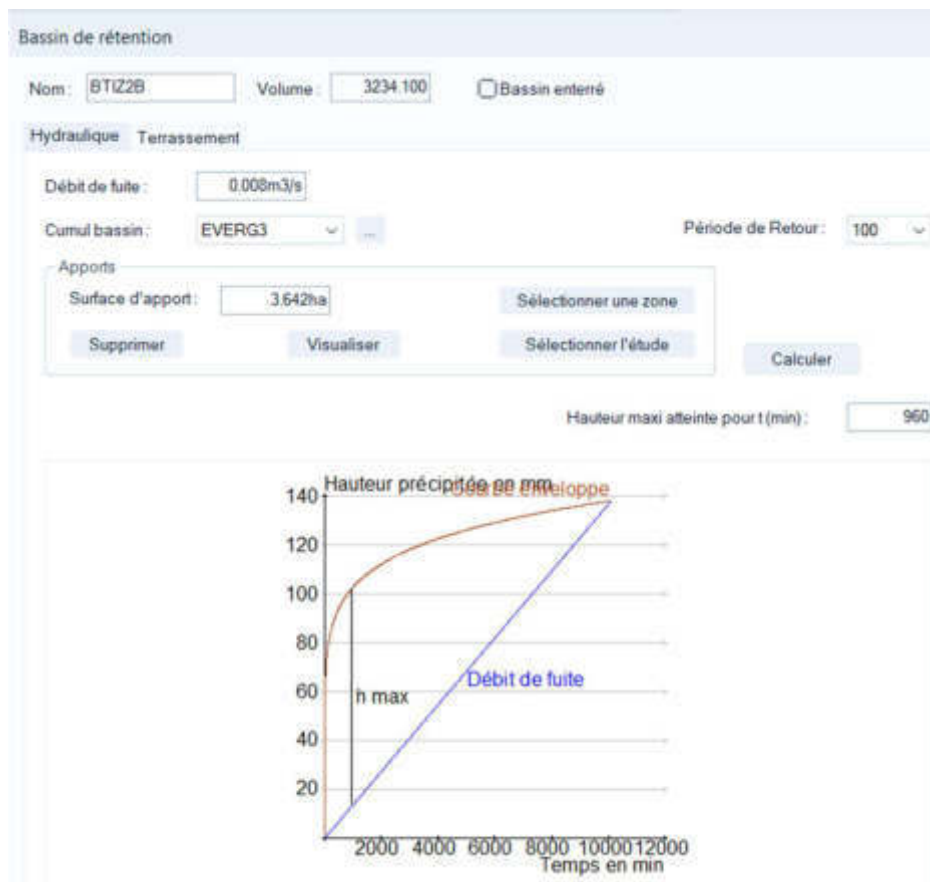 Bassin de rétention
Nom : BTIZ2B Volume : 3234.100 Bassin enterré
Hydraulique Terrassement
Débit de fuite : 0.008m3/s
Cumul bassin : EVERG3 ... Période de Retour : 100
Apports
Surface d'apport : 3.642ha Sélectionner une zone
Supprimer Visualiser Sélectionner l'étude
Calculer
Hauteur maxi atteinte pour t (min) : 960
Hauteur précipitée en mm
Courbe enveloppe
140
120
100
80
60
40
20
h max
Débit de fuite
2000 4000 6000 8000 10000 12000
Temps en min